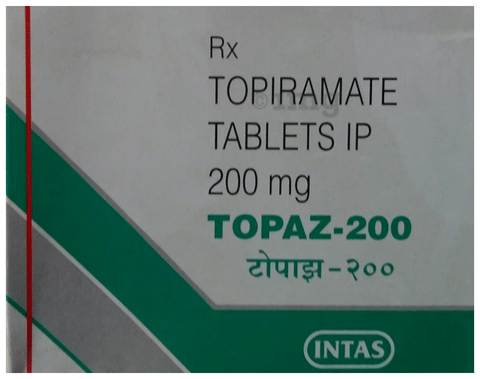 Rx
TOPIRAMATE
TABLETS IP
200 mg
TOPAZ-200
टोपाझ-२००
INTAS